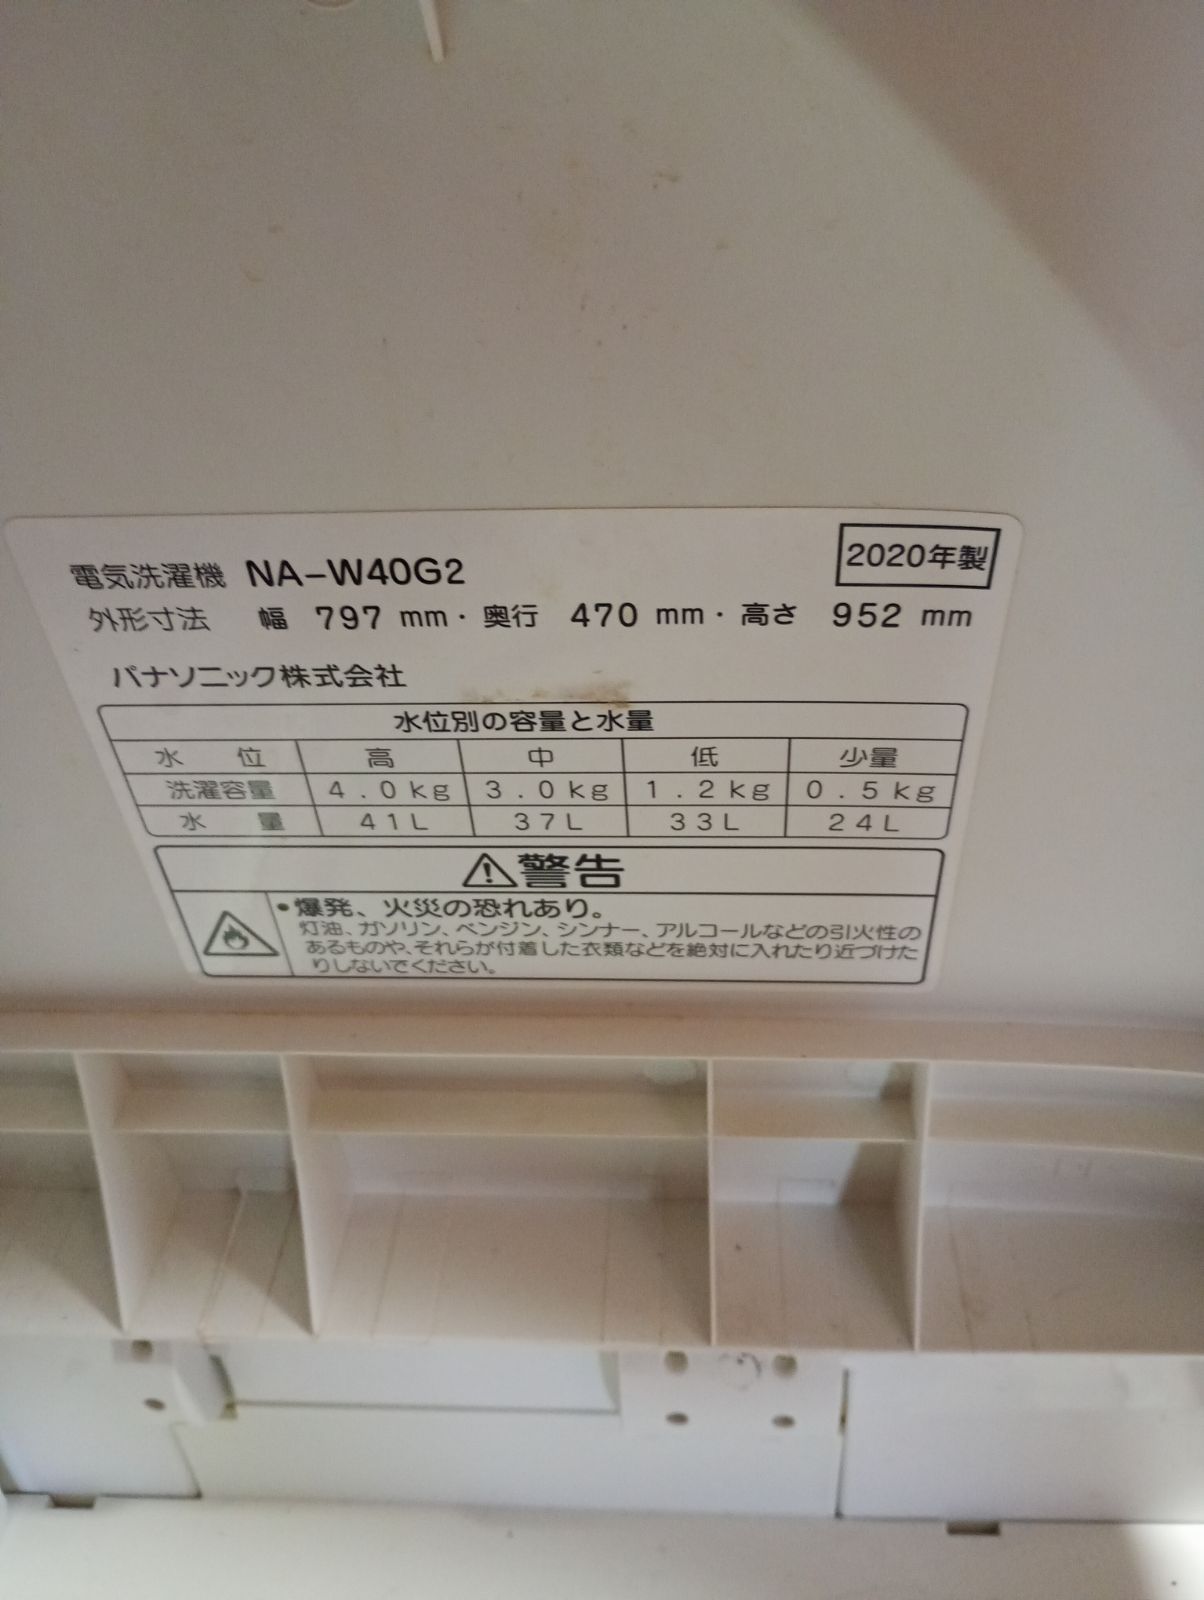 電気洗濯機 NA-W40G2 2020年製
外形寸法 幅 797 mm・奥行 470 mm・高さ 952 mm
パナソニック株式会社
水位別の容量と水量
水位 高 中 低 少量
洗濯容量 4.0kg 3.0kg 1.2kg 0.5kg
水量 41L 37L 33L 24L
⚠警告
•爆発、火災の恐れあり。
灯油、ガソリン、ベンジン、シンナー、アルコールなどの引火性の
あるものや、それらが付着した衣類などを絶対に入れたり近づけた
りしないでください。